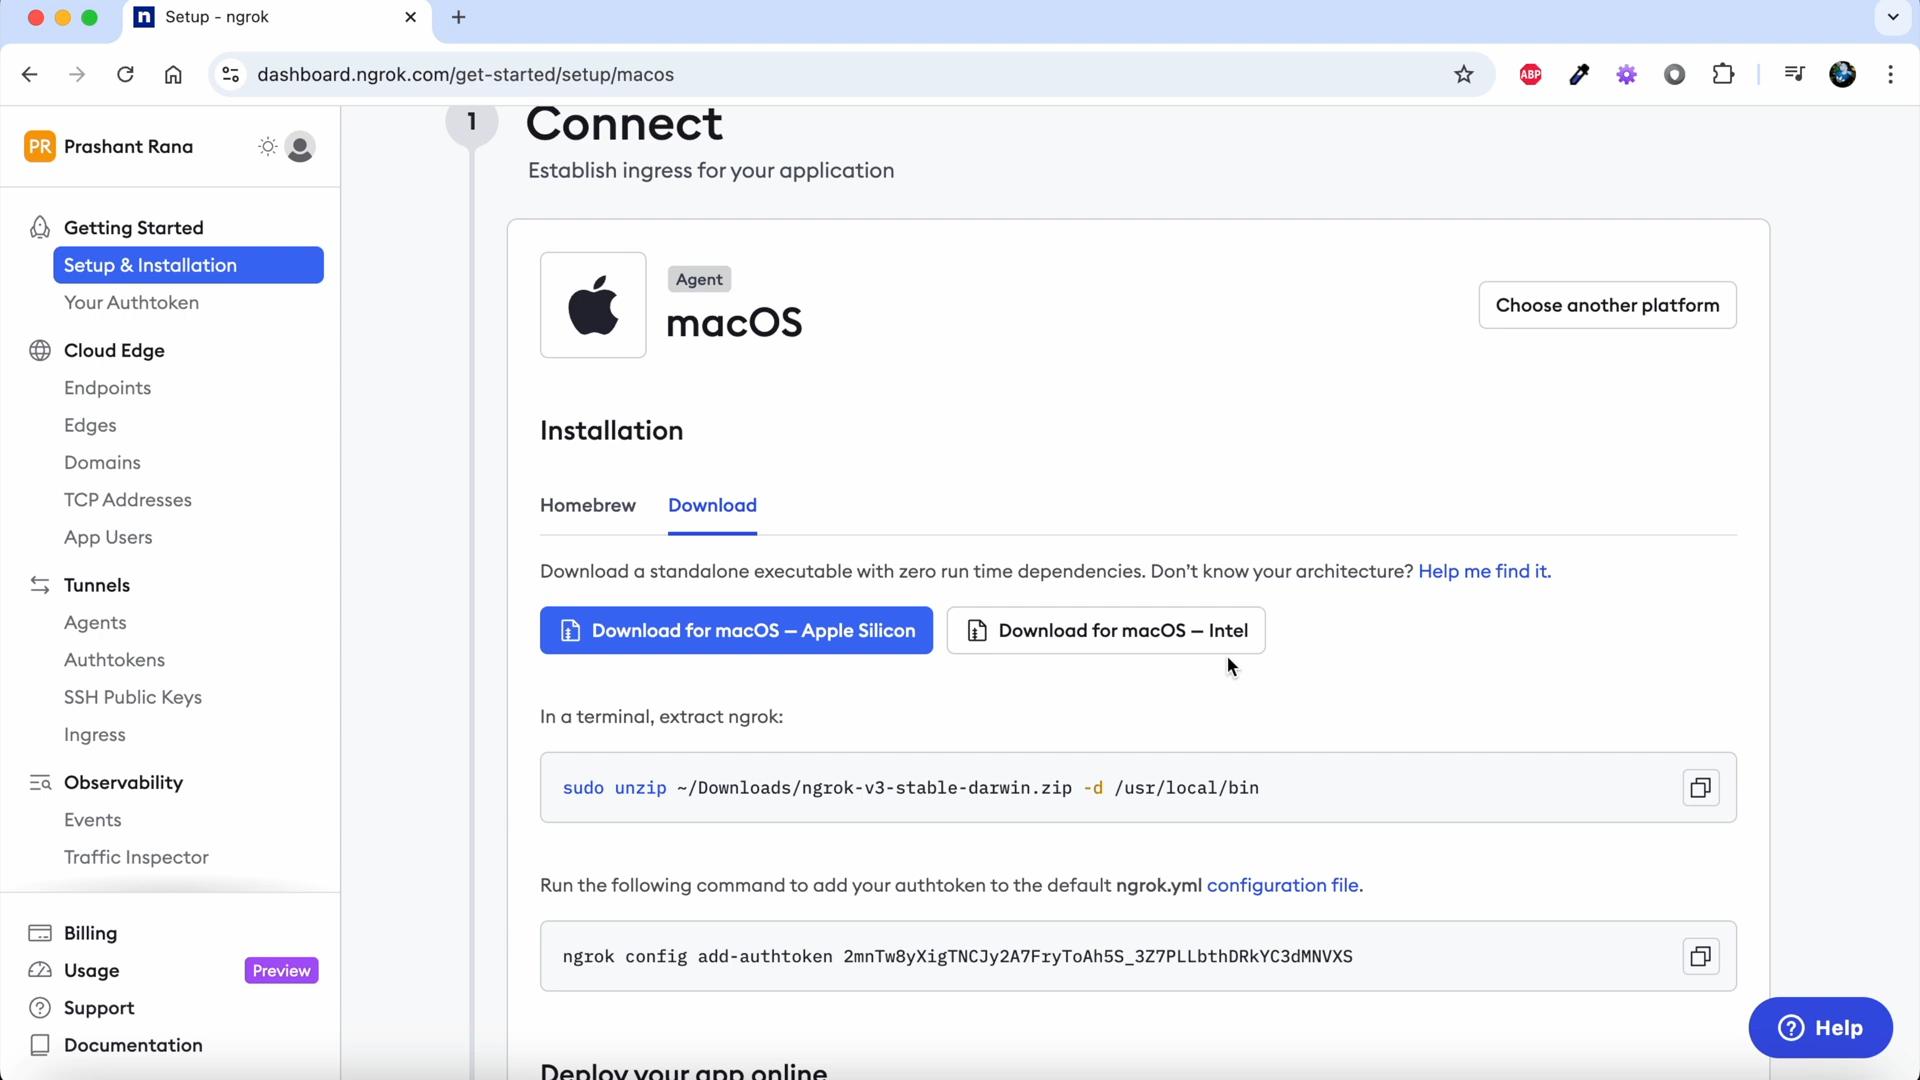 Setup - ngrok
dashboard.ngrok.com/get-started/setup/macos
ABP
PR Prashant Rana
Getting Started
Setup & Installation
Your Authtoken
Cloud Edge
Endpoints
Edges
Domains
TCP Addresses
App Users
Tunnels
Agents
Authtokens
SSH Public Keys
Ingress
Observability
Events
Traffic Inspector
Billing
Usage Preview
Support
Documentation
1 Connect
Establish ingress for your application
Agent
macOS
Choose another platform
Installation
Homebrew Download
Download a standalone executable with zero run time dependencies. Don’t know your architecture? Help me find it.
Download for macOS – Apple Silicon Download for macOS – Intel
In a terminal, extract ngrok:
sudo unzip ~/Downloads/ngrok-v3-stable-darwin.zip -d /usr/local/bin
Run the following command to add your authtoken to the default ngrok.yml configuration file.
ngrok config add-authtoken 2mnTw8yXigTNCJy2A7FryToAh5S_3Z7PLLbthDRkYC3dMNVXS
Deploy your app online
Help